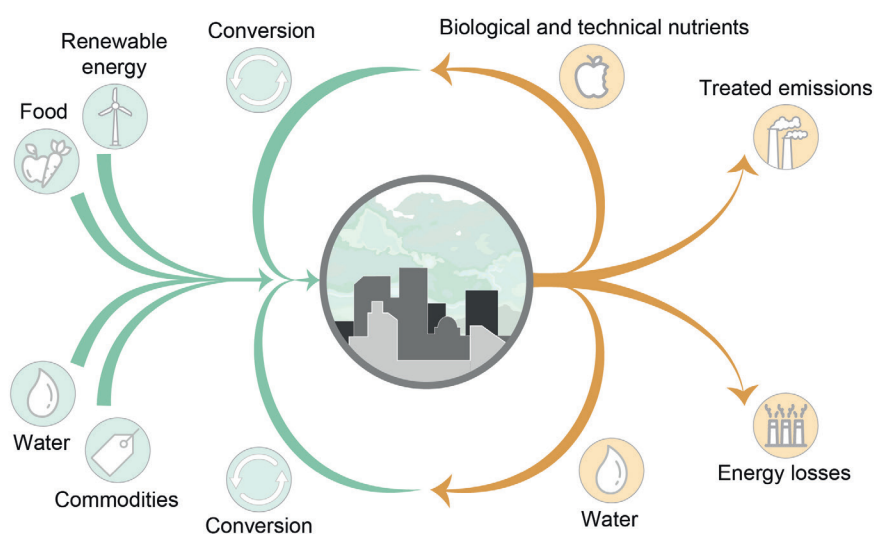 Renewable
energy
Conversion
Biological and technical nutrients
Treated emissions
Food
Water
Commodities
Conversion
Water
Energy losses